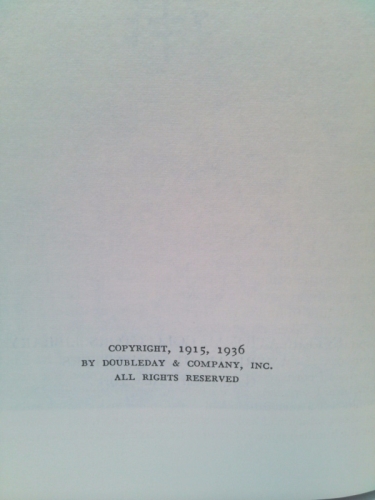 COPYRIGHT, 1915, 1936
BY DOUBLEDAY & COMPANY, INC.
ALL RIGHTS RESERVED